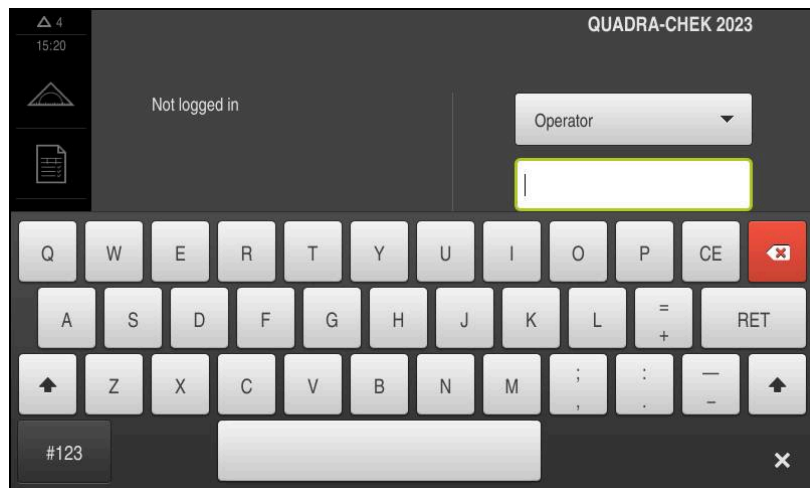 △ 4
QUADRA-CHEK 2023
15:20
Not logged in
Operator
Q W E R T Y U I O P CE
A S D F G H J K L = + RET
Z X C V B N M ; , : . — –
#123